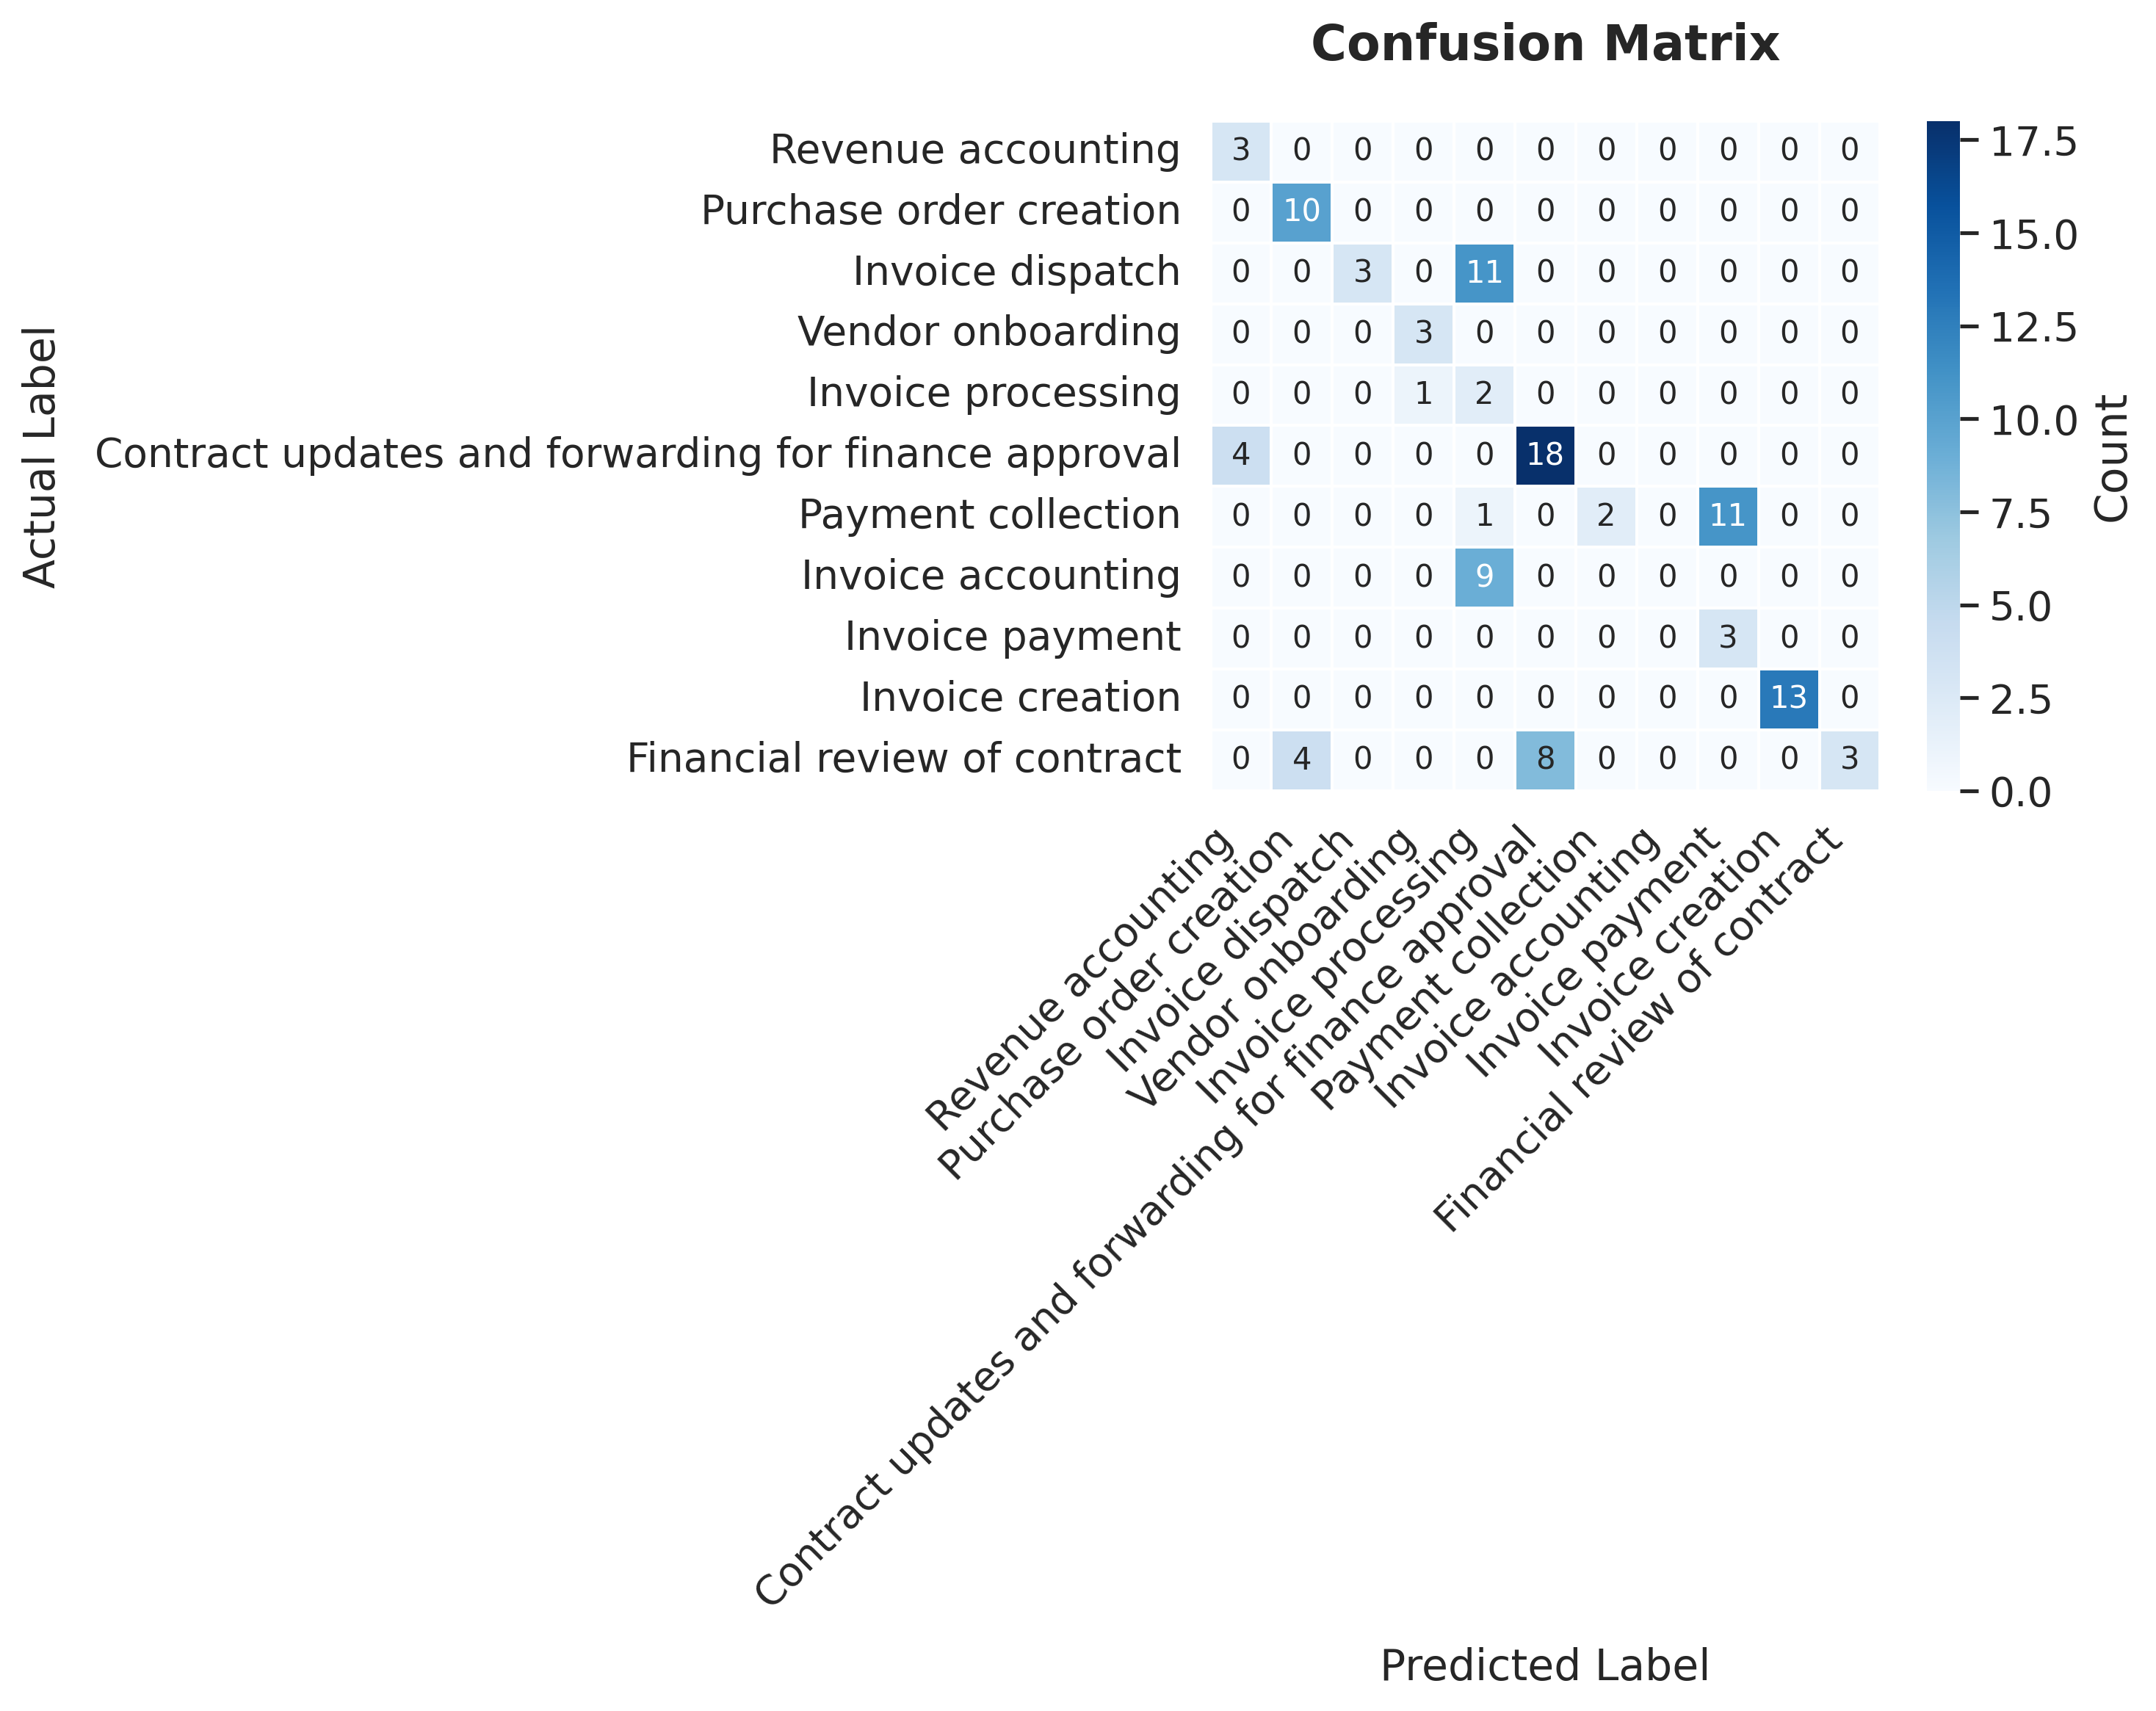 Confusion Matrix
Actual Label
Revenue accounting 3 0 0 0 0 0 0 0 0 0 0
Purchase order creation 0 10 0 0 0 0 0 0 0 0 0
Invoice dispatch 0 0 3 0 11 0 0 0 0 0 0
Vendor onboarding 0 0 0 3 0 0 0 0 0 0 0
Invoice processing 0 0 0 1 2 0 0 0 0 0 0
Contract updates and forwarding for finance approval 4 0 0 0 0 18 0 0 0 0 0
Payment collection 0 0 0 0 1 0 2 0 11 0 0
Invoice accounting 0 0 0 0 9 0 0 0 0 0 0
Invoice payment 0 0 0 0 0 0 0 0 3 0 0
Invoice creation 0 0 0 0 0 0 0 0 0 13 0
Financial review of contract 0 4 0 0 0 8 0 0 0 0 3
17.5
15.0
12.5
10.0
7.5
5.0
2.5
0.0
Count
Revenue accounting
Purchase order creation
Invoice dispatch
Vendor onboarding
Invoice processing
Contract updates and forwarding for finance approval
Payment collection
Invoice accounting
Invoice payment
Invoice creation
Financial review of contract
Predicted Label